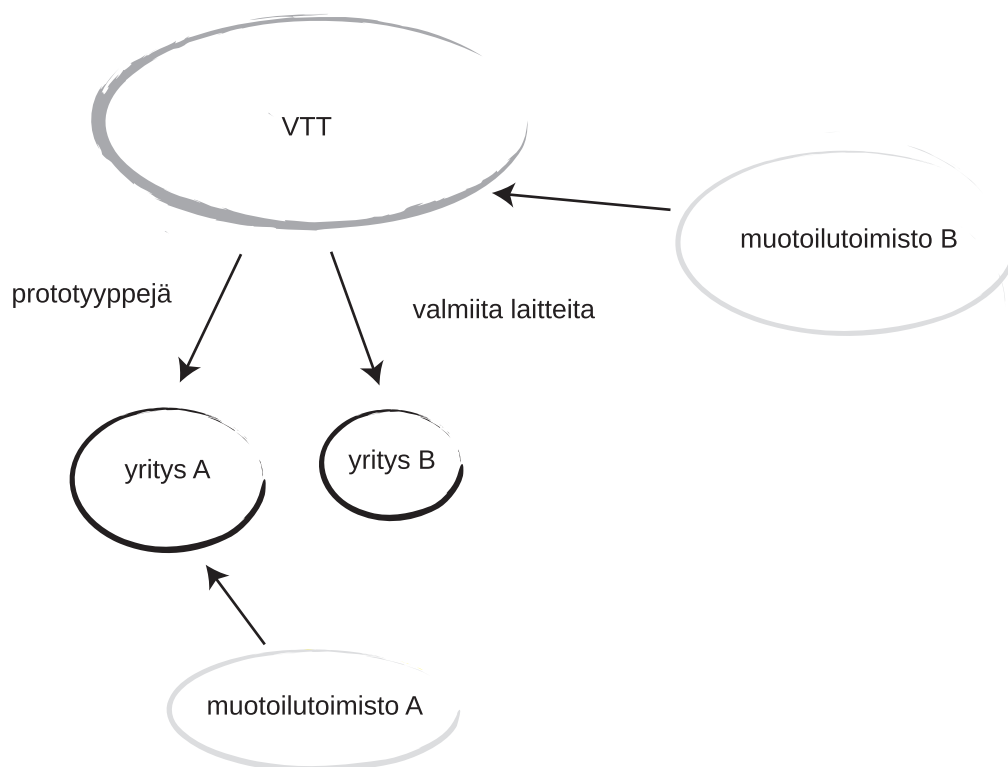 VTT
muotoilutoimisto B
prototyyppejä
valmiita laitteita
yritys A
yritys B
muotoilutoimisto A